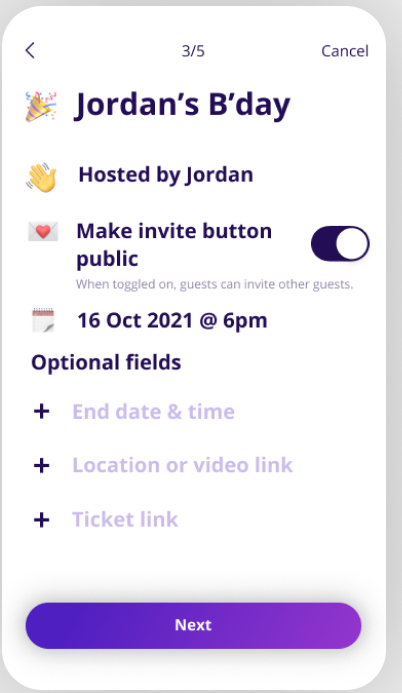 3/5
Cancel
Jordan’s B’day
Hosted by Jordan
Make invite button
public
When toggled on, guests can invite other guests.
16 Oct 2021 @ 6pm
Optional fields
+ End date & time
+ Location or video link
+ Ticket link
Next